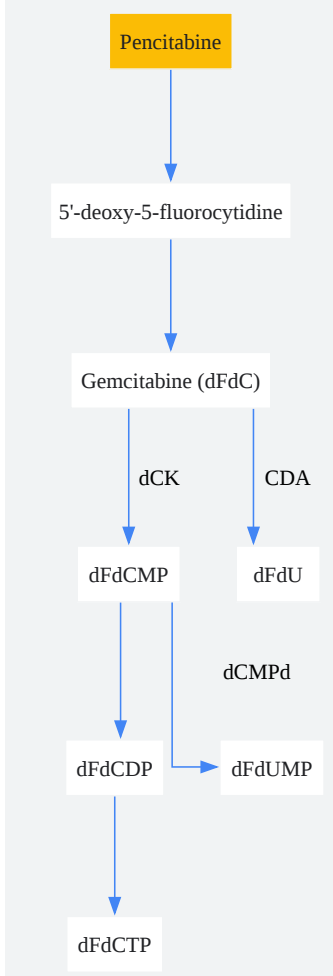 Pencitabine
5'-deoxy-5-fluorocytidine
Gemcitabine (dFdC)
dCK
CDA
dFdCMP
dFdU
dCMPd
dFdCDP
dFdUMP
dFdCTP